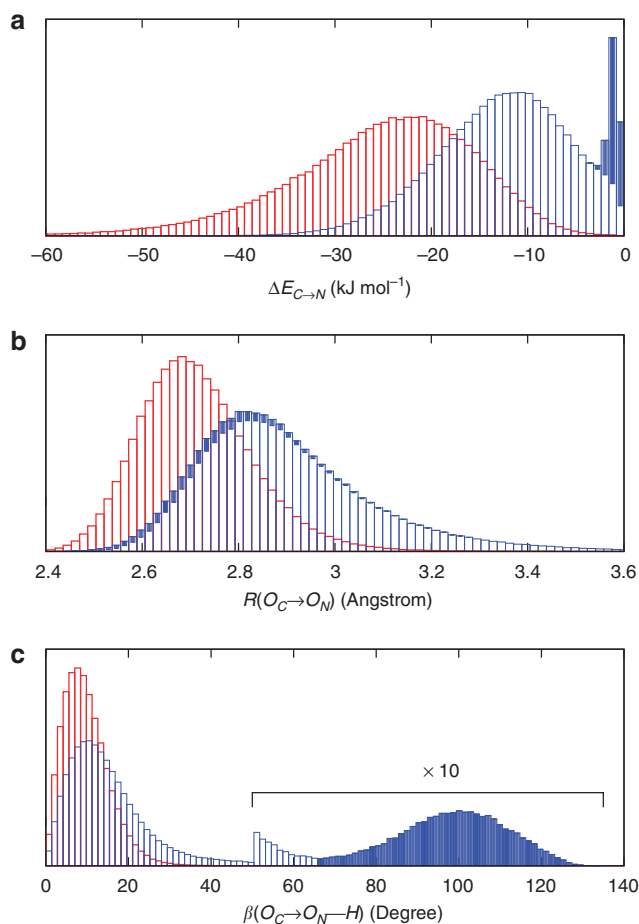 a
–60 –50 –40 –30 –20 –10 0
ΔE_C→N (kJ mol⁻¹)
b
2.4 2.6 2.8 3 3.2 3.4 3.6
R(O_C→O_N) (Angstrom)
c
× 10
0 20 40 60 80 100 120 140
β(O_C→O_N—H) (Degree)